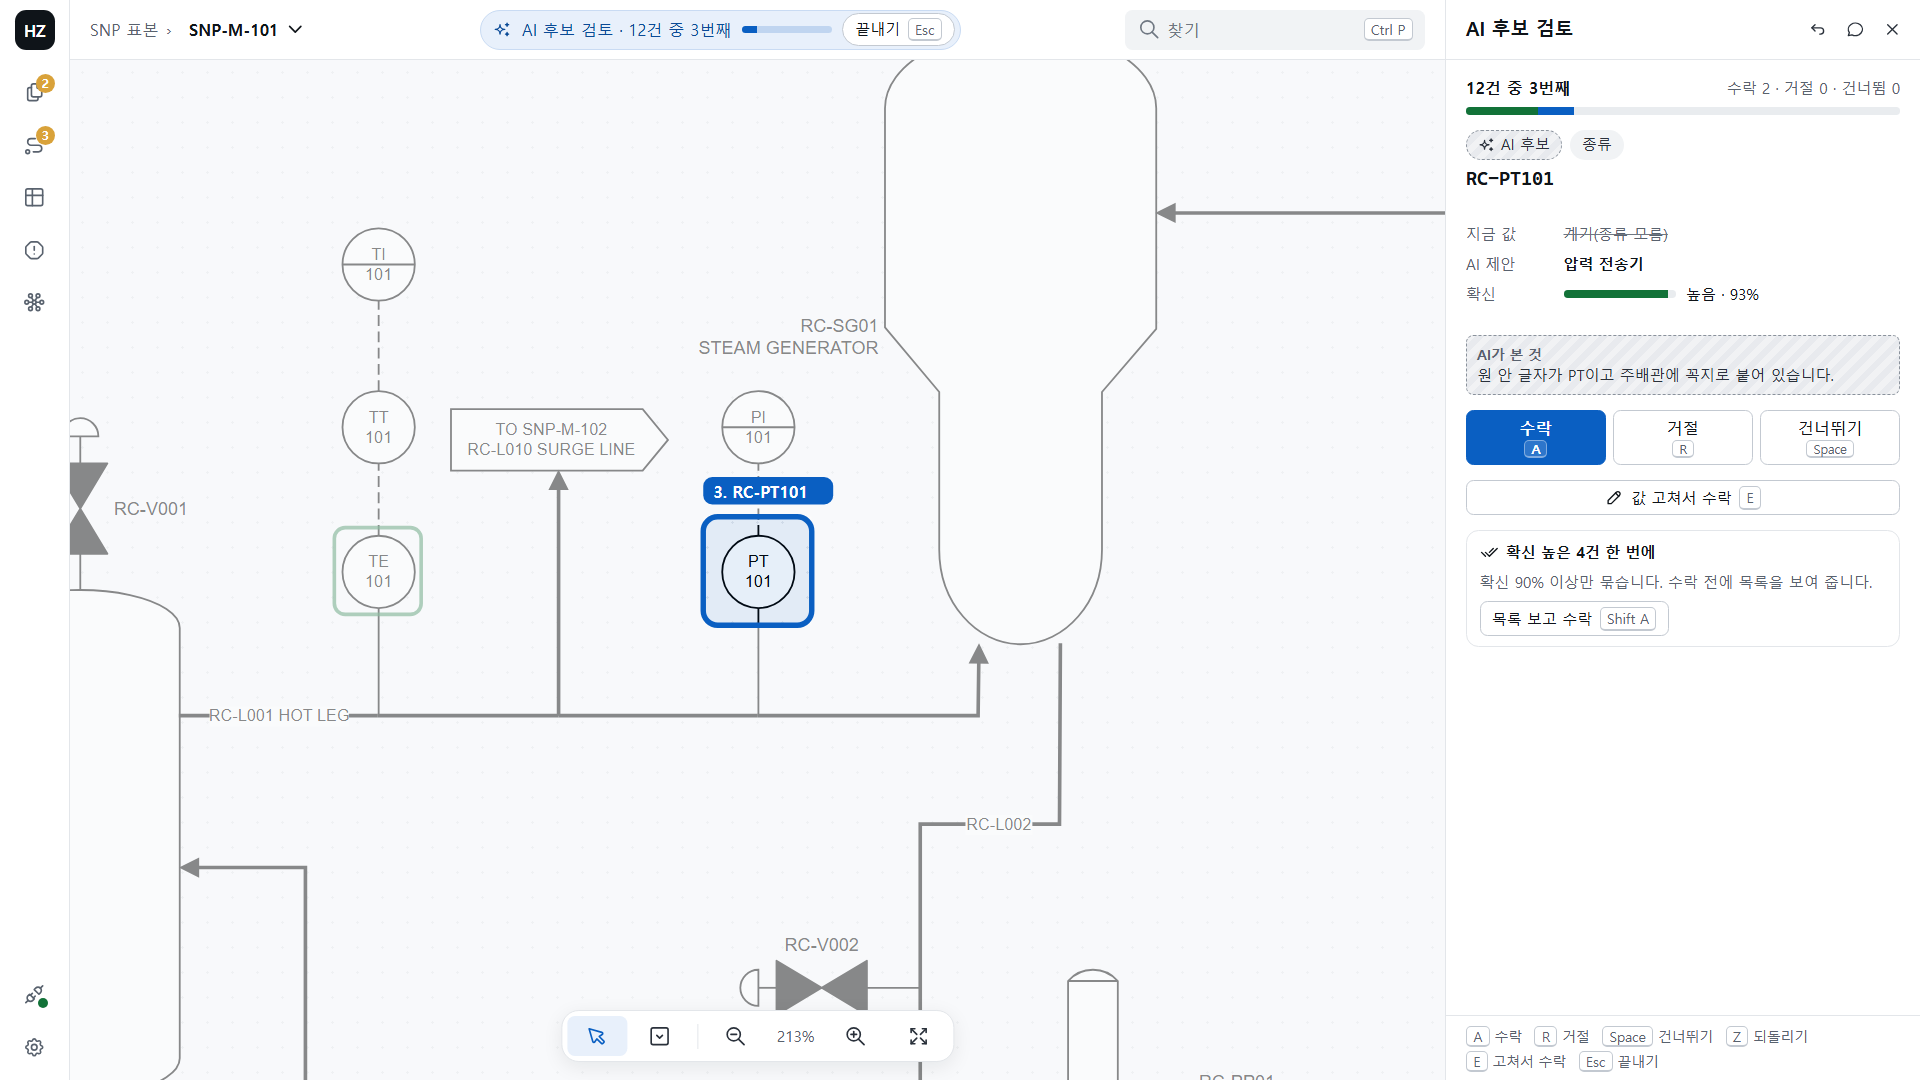 HZ
SNP 표본 › SNP-M-101
AI 후보 검토 · 12건 중 3번째
끝내기 Esc
찾기 Ctrl P
2
3
TI
101
TT
101
TE
101
TO SNP-M-102
RC-L010 SURGE LINE
RC-SG01
STEAM GENERATOR
PI
101
3. RC-PT101
PT
101
RC-V001
RC-L001 HOT LEG
RC-L002
RC-V002
213%
AI 후보 검토
12건 중 3번째
수락 2 · 거절 0 · 건너뜀 0
AI 후보
종류
RC-PT101
지금 값 계기(종류 모름)
AI 제안 압력 전송기
확신 높음 · 93%
AI가 본 것
원 안 글자가 PT이고 주배관에 꼭지로 붙어 있습니다.
수락
A
거절
R
건너뛰기
Space
값 고쳐서 수락 E
확신 높은 4건 한 번에
확신 90% 이상만 묶습니다. 수락 전에 목록을 보여 줍니다.
목록 보고 수락 Shift A
A 수락 R 거절 Space 건너뛰기 Z 되돌리기
E 고쳐서 수락 Esc 끝내기